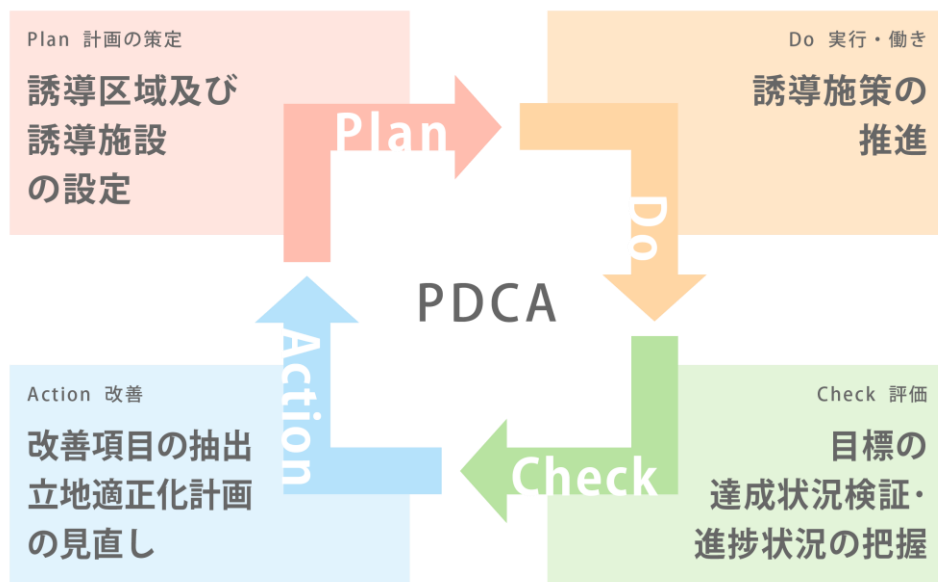 Plan 計画の策定
誘導区域及び
誘導施設
の設定
Do 実行・働き
誘導施策の
推進
Plan
Do
PDCA
Action
Check
Action 改善
改善項目の抽出
立地適正化計画
の見直し
Check 評価
目標の
達成状況検証・
進捗状況の把握